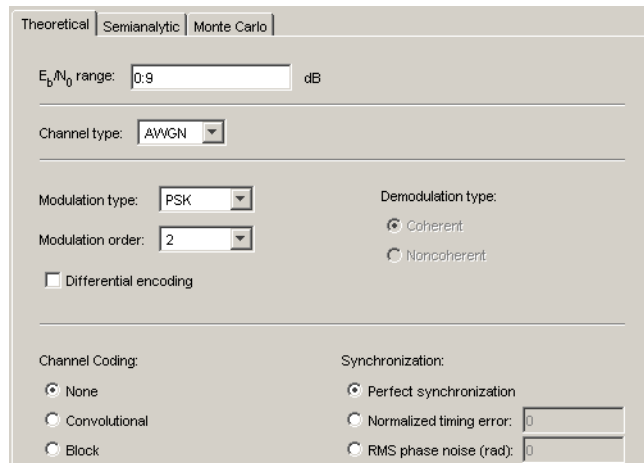 Theoretical Semianalytic Monte Carlo
Eb/N0 range: 0:9 dB
Channel type: AWGN
Modulation type: PSK
Demodulation type:
Coherent
Modulation order: 2
Noncoherent
Differential encoding
Channel Coding:
None
Convolutional
Block
Synchronization:
Perfect synchronization
Normalized timing error: 0
RMS phase noise (rad): 0